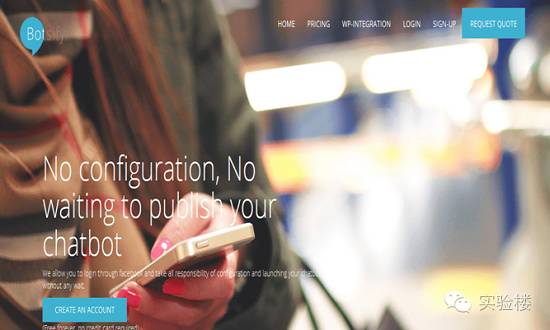 Botsify
HOME PRICING WP-INTEGRATION LOGIN SIGN-UP REQUEST QUOTE
No configuration, No
waiting to publish your
chatbot
We allow you to login through facebook and take all responsibility of configuration and launching your chatbot
without any wait.
CREATE AN ACCOUNT
(Free forever, no credit card required)
实验楼